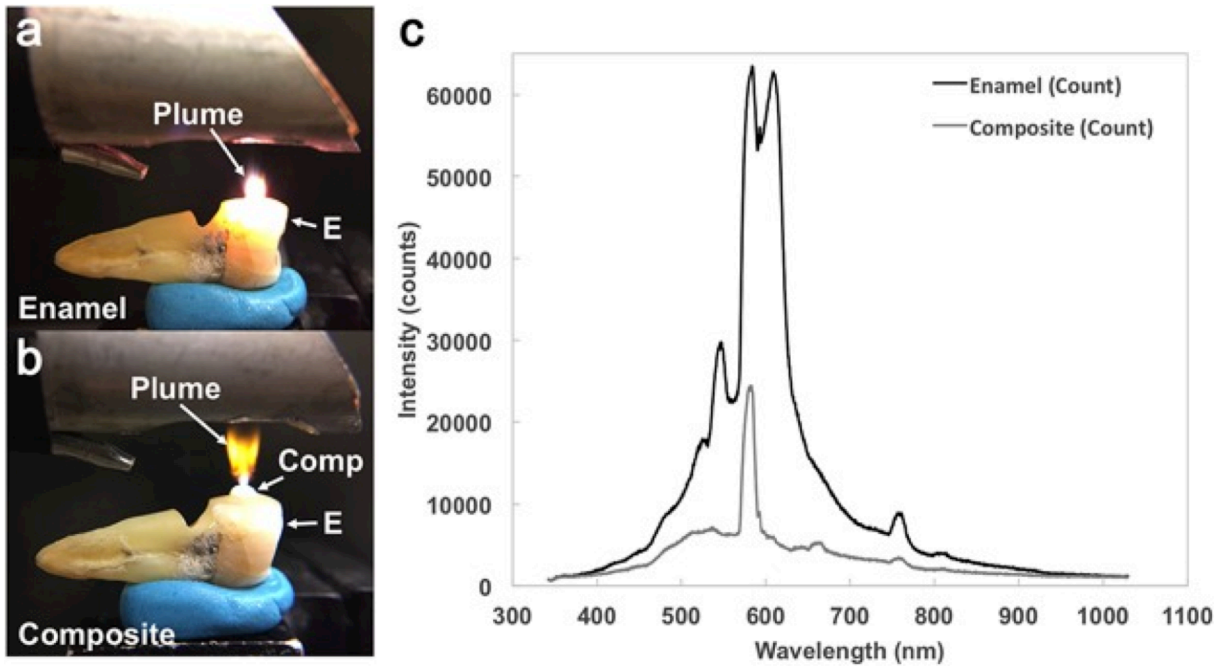 a
Plume
E
Enamel
b
Plume
Comp
E
Composite
c
Enamel (Count)
Composite (Count)
Intensity (counts)
60000
50000
40000
30000
20000
10000
0
300 400 500 600 700 800 900 1000 1100
Wavelength (nm)